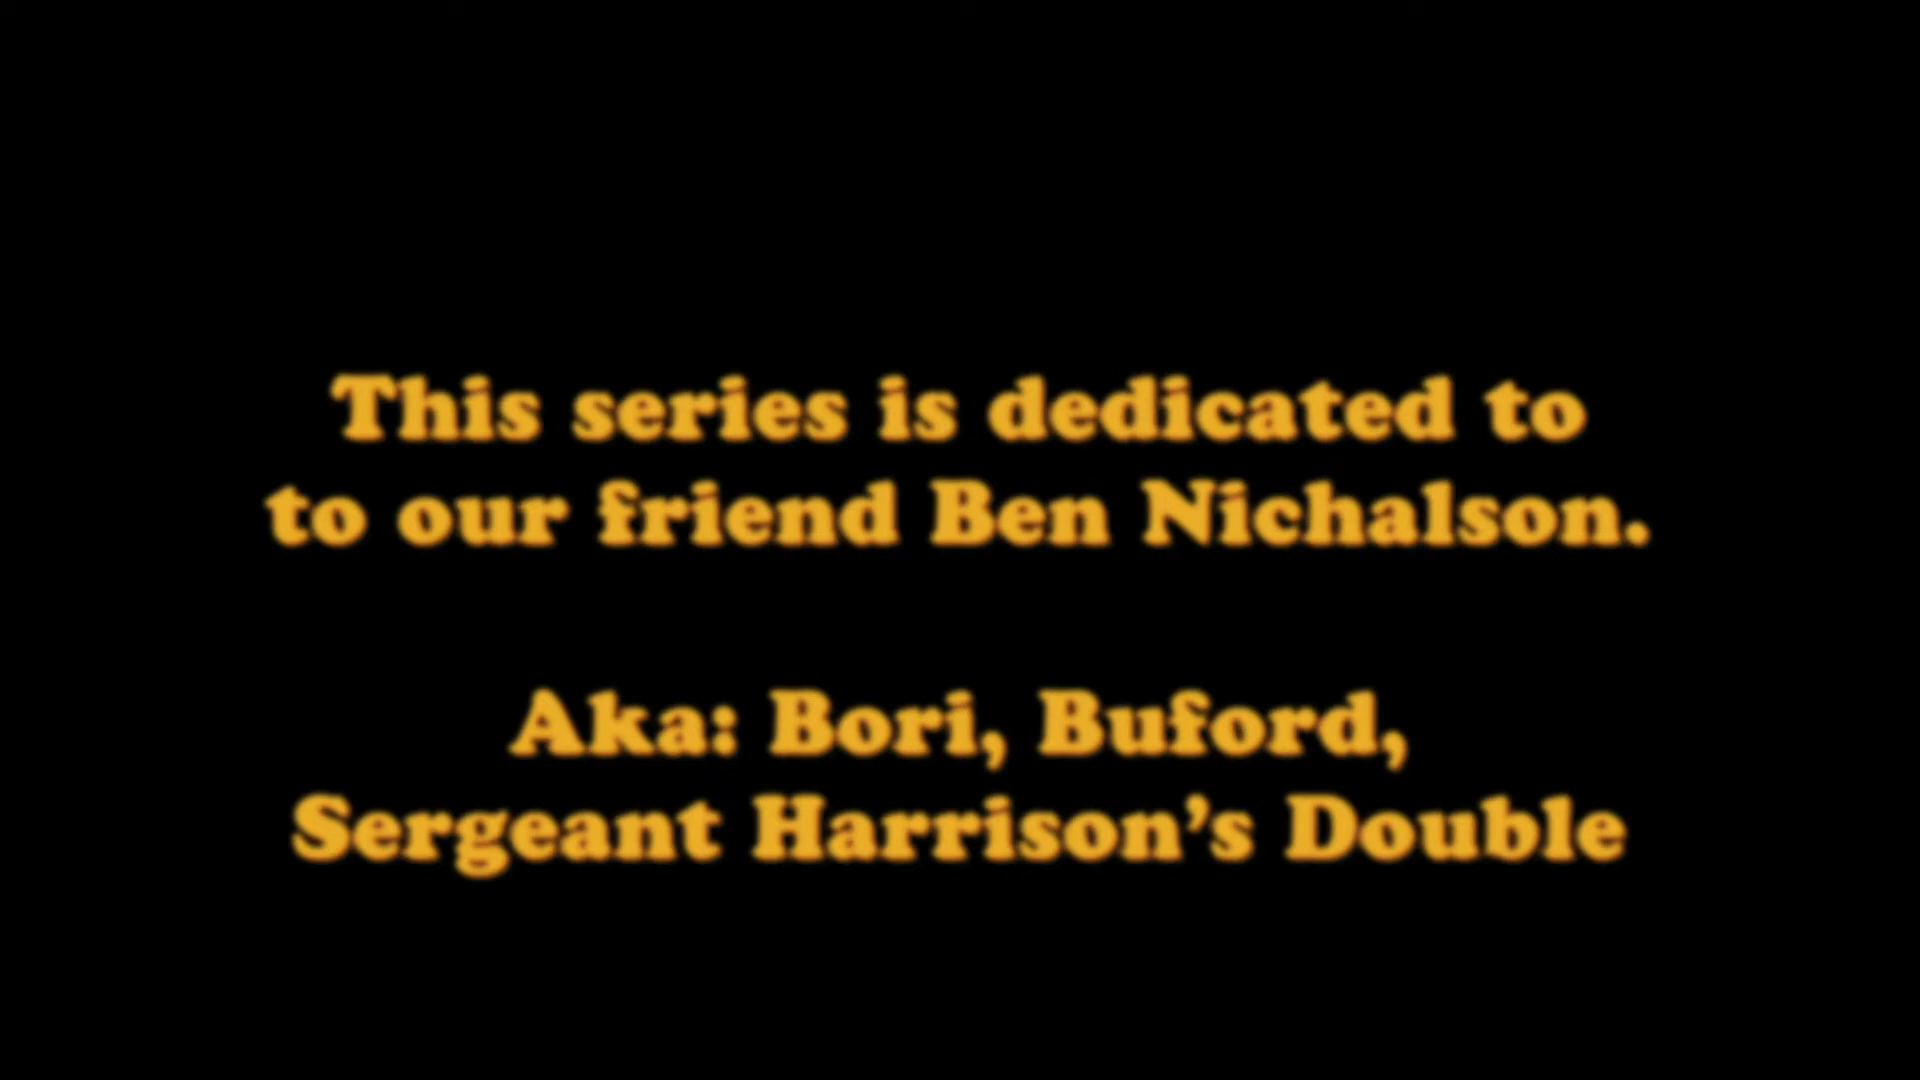 This series is dedicated to
to our friend Ben Nichalson.
Aka: Bori, Buford,
Sergeant Harrison’s Double